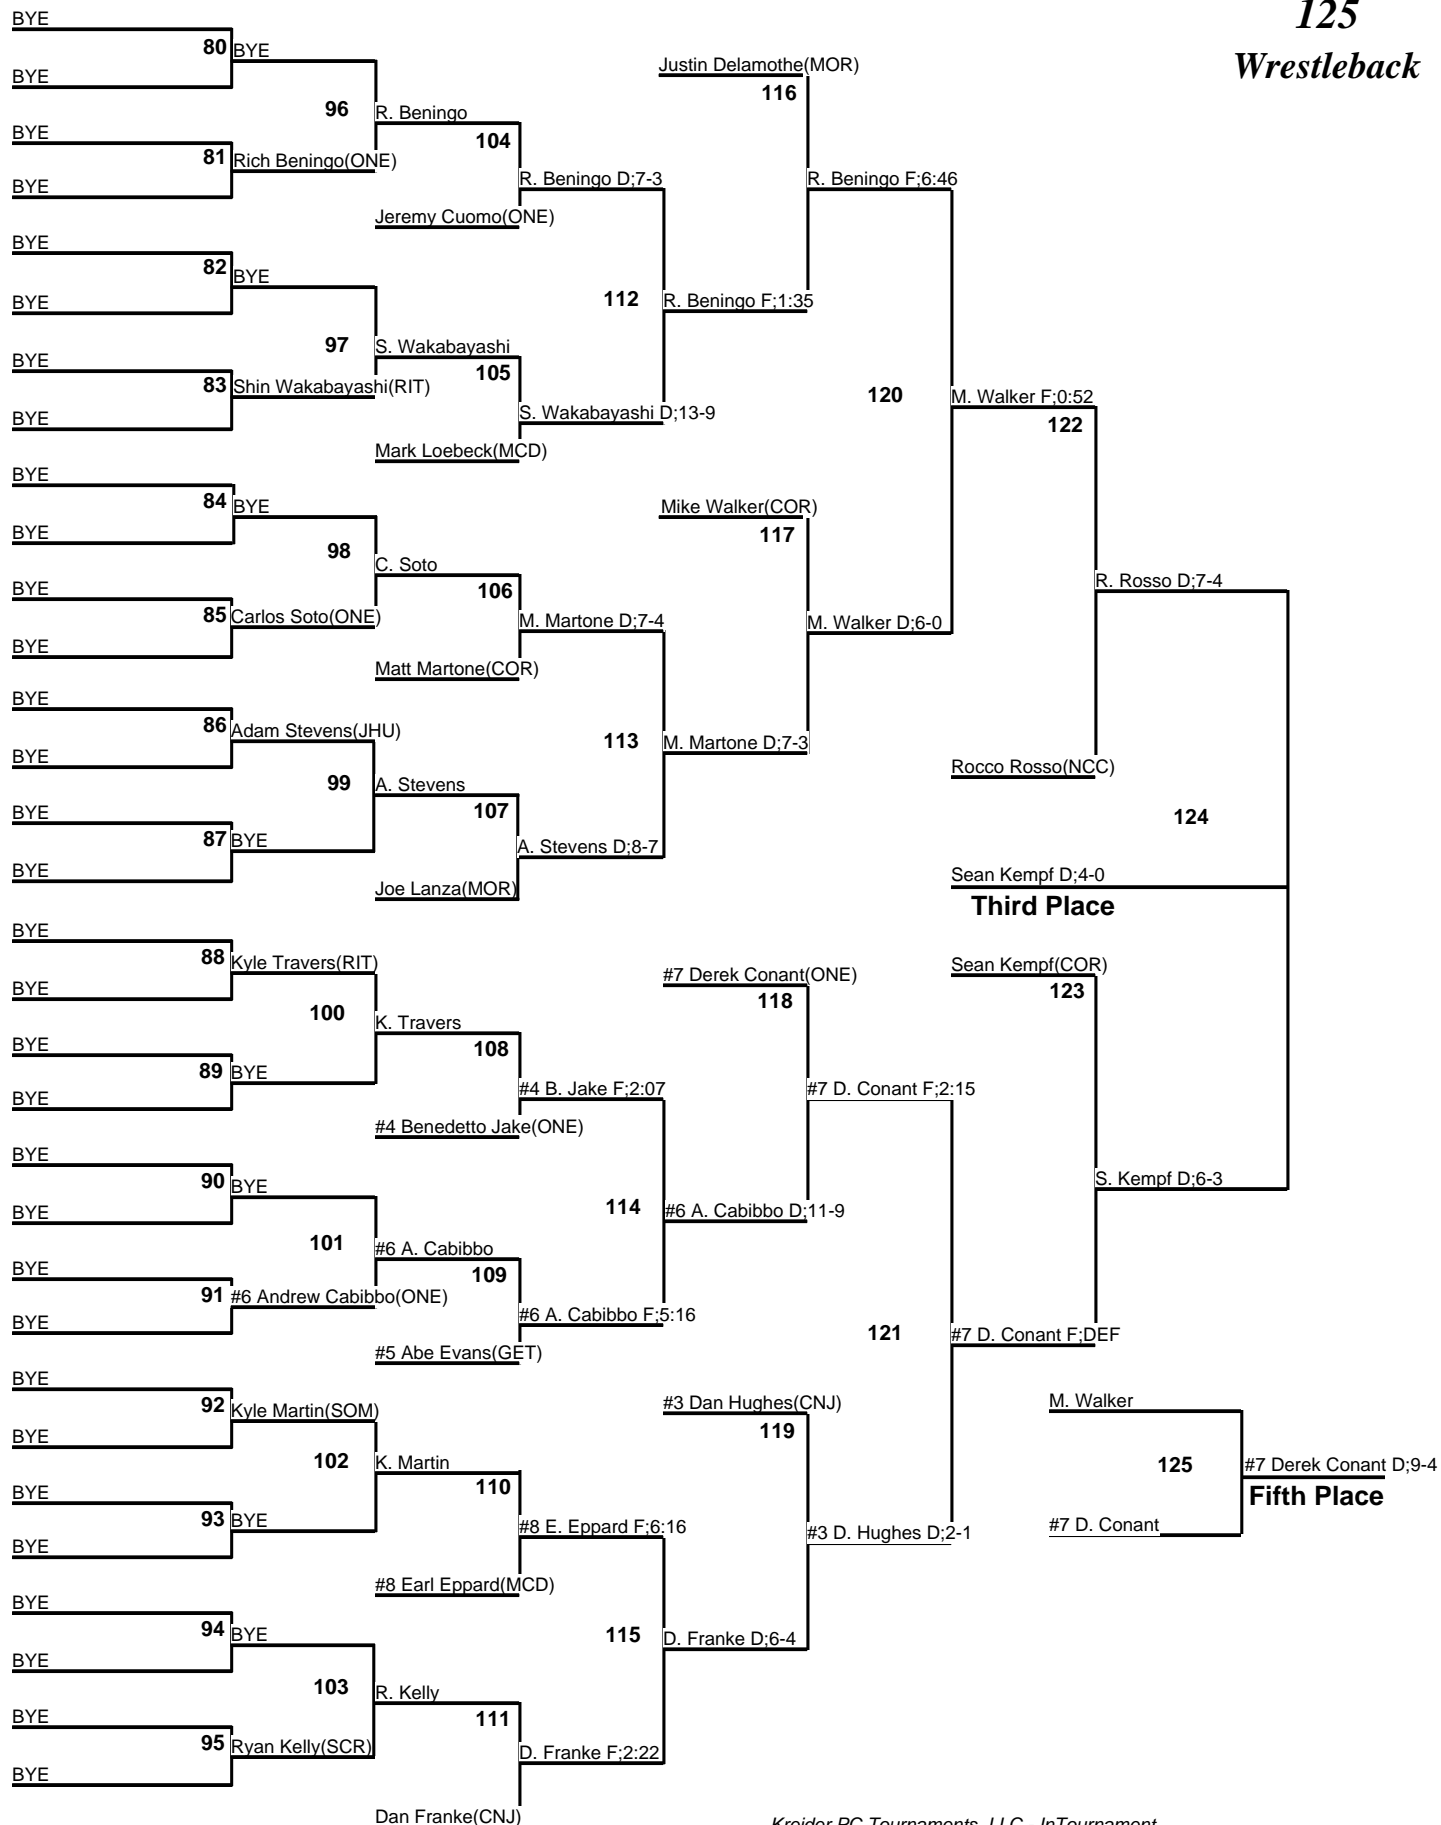 125
Wrestleback
BYE
80 BYE
BYE
96 R. Beningo
BYE
81 Rich Beningo(ONE)
BYE
104 R. Beningo D;7-3
Jeremy Cuomo(ONE)
BYE
82 BYE
BYE
97 S. Wakabayashi
BYE
83 Shin Wakabayashi(RIT)
BYE
105 S. Wakabayashi D;13-9
Mark Loebeck(MCD)
112 R. Beningo F;1:35
Justin Delamothe(MOR)
116 R. Beningo F;6:46
BYE
84 BYE
BYE
98 C. Soto
BYE
85 Carlos Soto(ONE)
BYE
106 M. Martone D;7-4
Matt Martone(COR)
BYE
86 Adam Stevens(JHU)
BYE
99 A. Stevens
BYE
87 BYE
BYE
107 A. Stevens D;8-7
Joe Lanza(MOR)
113 M. Martone D;7-3
Mike Walker(COR)
117 M. Walker D;6-0
120 M. Walker F;0:52
122 R. Rosso D;7-4
Rocco Rosso(NCC)
124
Sean Kempf D;4-0
Third Place
BYE
88 Kyle Travers(RIT)
BYE
100 K. Travers
BYE
89 BYE
BYE
108 #4 B. Jake F;2:07
#4 Benedetto Jake(ONE)
BYE
90 BYE
BYE
101 #6 A. Cabibbo
BYE
91 #6 Andrew Cabibbo(ONE)
BYE
109 #6 A. Cabibbo F;5:16
#5 Abe Evans(GET)
114 #6 A. Cabibbo D;11-9
#7 Derek Conant(ONE)
118 #7 D. Conant F;2:15
BYE
92 Kyle Martin(SOM)
BYE
102 K. Martin
BYE
93 BYE
BYE
110 #8 E. Eppard F;6:16
#8 Earl Eppard(MCD)
BYE
94 BYE
BYE
103 R. Kelly
BYE
95 Ryan Kelly(SCR)
BYE
111 D. Franke F;2:22
Dan Franke(CNJ)
115 D. Franke D;6-4
#3 Dan Hughes(CNJ)
119 #3 D. Hughes D;2-1
121 #7 D. Conant F;DEF
Sean Kempf(COR)
123 S. Kempf D;6-3
M. Walker
125 #7 Derek Conant D;9-4
Fifth Place
#7 D. Conant
Kreider PC Tournaments, LLC - InTournament